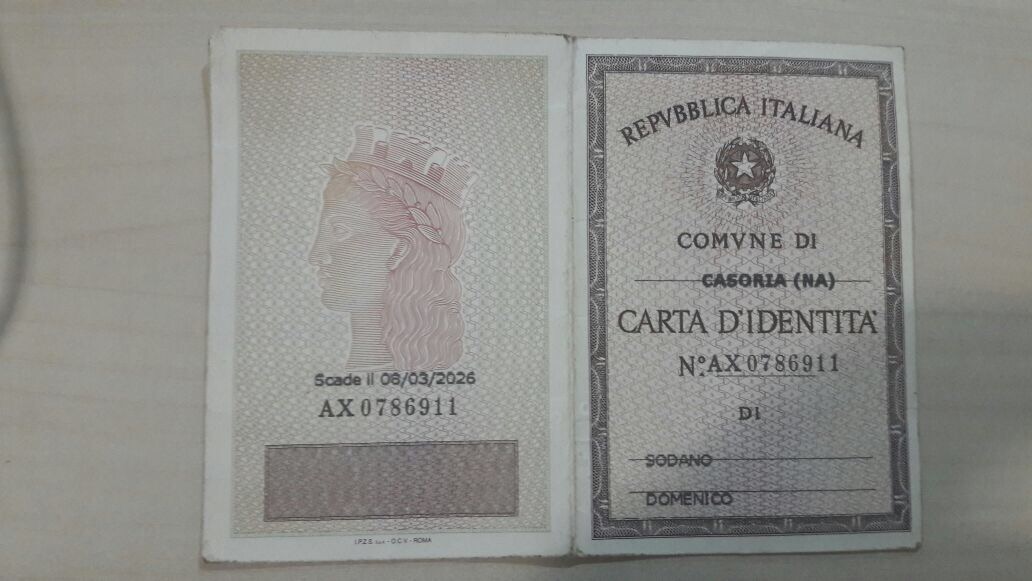 Scade il 08/03/2026
AX 0786911
I.P.Z.S. S.p.A. - O.C.V. - ROMA
REPVBBLICA ITALIANA
COMVNE DI
CASORIA (NA)
CARTA D'IDENTITA'
N.º AX 0786911
DI
SODANO
DOMENICO